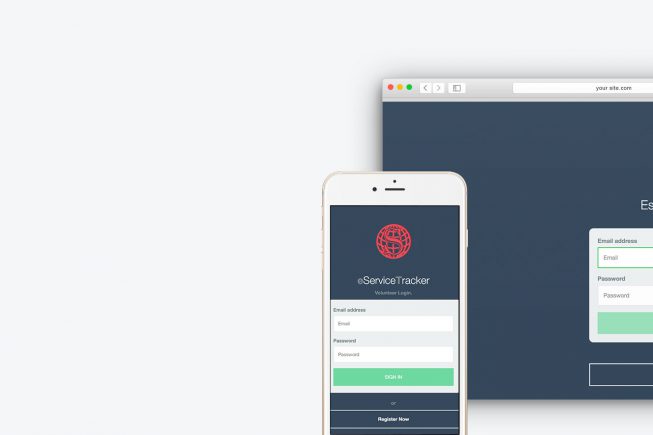 your site.com
Es
Email address
Email
Password
Password
eServiceTracker
Volunteer Login.
Email address
Email
Password
Password
SIGN IN
or
Register Now